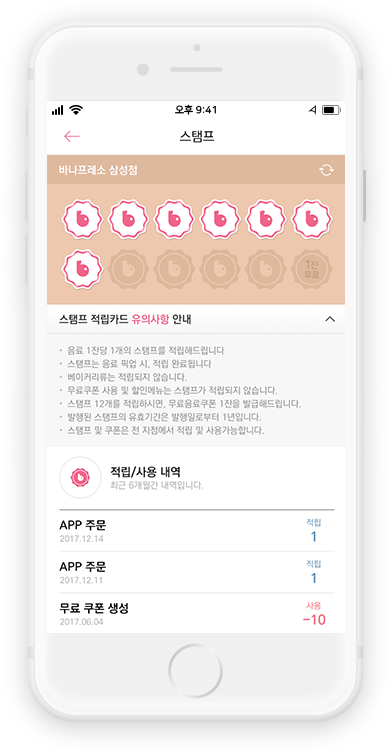 오후 9:41
스탬프
바나프레소 삼성점
1잔
무료
스탬프 적립카드 유의사항 안내
· 음료 1잔당 1개의 스탬프를 적립해드립니다
· 스탬프는 음료 픽업 시, 적립 완료됩니다
· 베이커리류는 적립되지 않습니다.
· 무료쿠폰 사용 및 할인메뉴는 스탬프가 적립되지 않습니다.
· 스탬프 12개를 적립하시면, 무료음료쿠폰 1잔을 발급해드립니다.
· 발행된 스탬프의 유효기간은 발행일로부터 1년입니다.
· 스탬프 및 쿠폰은 전 지점에서 적립 및 사용가능합니다.
적립/사용 내역
최근 6개월간 내역입니다.
APP 주문 적립
2017.12.14 1
APP 주문 적립
2017.12.11 1
무료 쿠폰 생성 사용
2017.06.04 -10